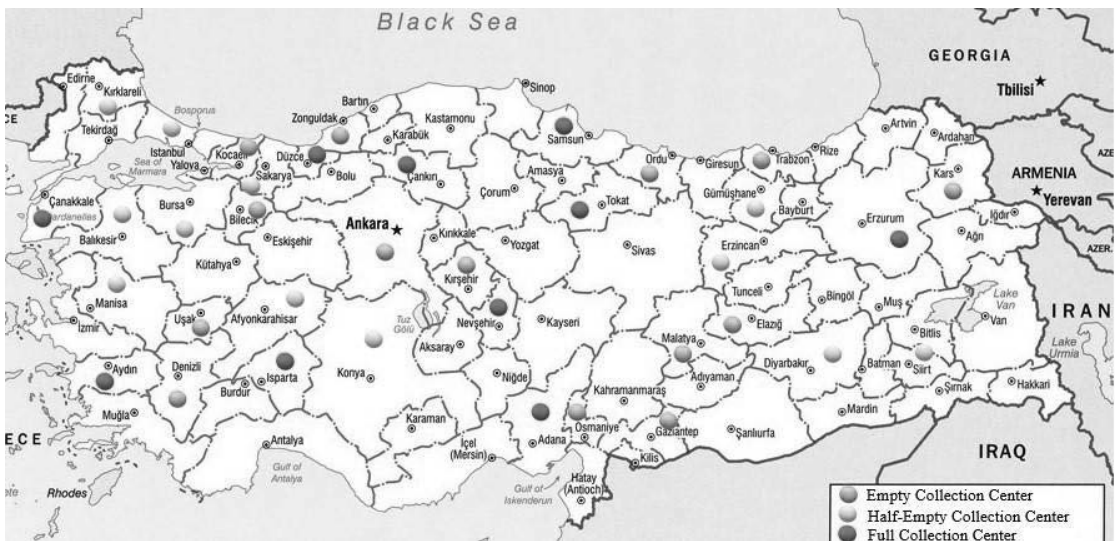 Black Sea
GEORGIA
Tbilisi
Edirne
Kırklareli
CE
Sinop
Bartın
Bosporus
Zonguldak
Kastamonu
Artvin
Ardahan
Tekirdağ
Karabük
Samsun
AZE
İstanbul
Kocaeli
Düzce
Ordu
Giresun
Trabzon
Rize
Yalova
Sea of
Marmara
Sakarya
Bolu
Çankırı
Amasya
Kars
ARMENIA
Çorum
Gümüşhane
Çanakkale
Bursa
Bilecik
Tokat
Bayburt
Yerevan
Dardanelles
Ankara
Erzurum
Iğdır
Balıkesir
Eskişehir
Kırıkkale
Yozgat
Sivas
Erzincan
Ağrı
AZER.
Kütahya
Kırşehir
Tunceli
Manisa
Uşak
Afyonkarahisar
Bingöl
Muş
Lake
Van
IRAN
İzmir
Tuz
Gölü
Nevşehir
Kayseri
Elazığ
Van
Bitlis
Lake
Urmia
Aksaray
Malatya
Aydın
Denizli
Diyarbakır
Batman
Siirt
Konya
Niğde
Adıyaman
Isparta
Burdur
Kahramanmaraş
Şırnak
Hakkari
Muğla
Karaman
Mardin
Osmaniye
ECE
Antalya
İçel
(Mersin)
Adana
Gaziantep
Şanlıurfa
Kilis
IRAQ
Gulf of
Antalya
Rhodes
Gulf of
Iskenderun
Hatay
(Antioch)
ete
Empty Collection Center
Half-Empty Collection Center
Full Collection Center